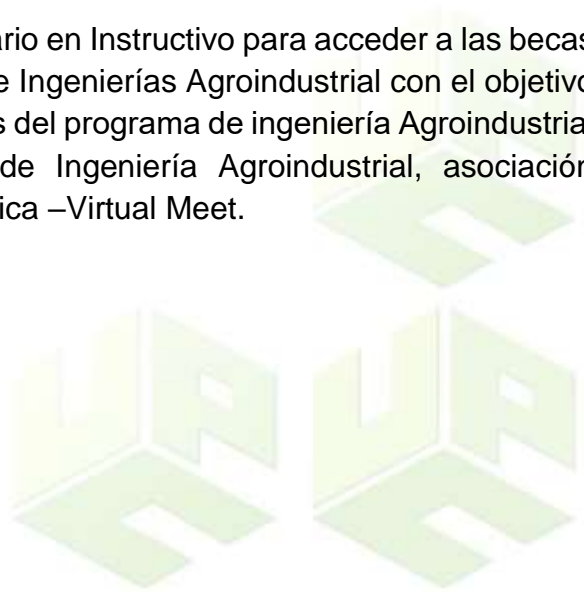 ario en Instructivo para acceder a las becas
e Ingenierías Agroindustrial con el objetivo
s del programa de ingeniería Agroindustria
de Ingeniería Agroindustrial, asociación
ica –Virtual Meet.